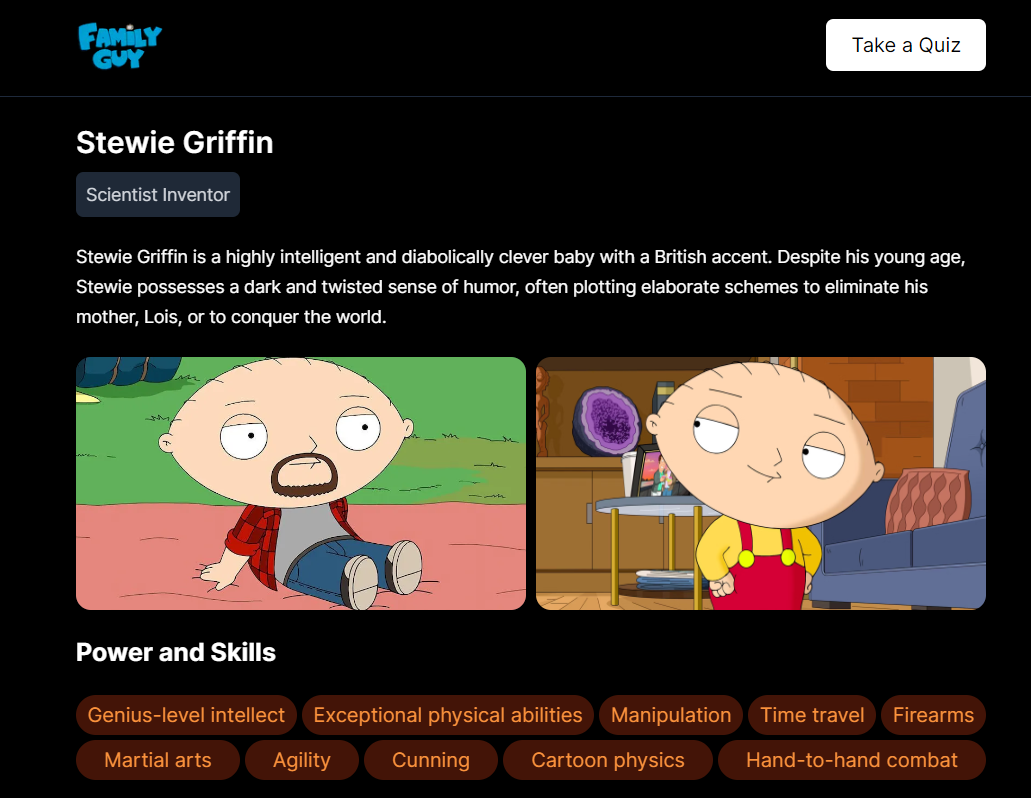 FAMILY
GUY
Take a Quiz
Stewie Griffin
Scientist Inventor
Stewie Griffin is a highly intelligent and diabolically clever baby with a British accent. Despite his young age,
Stewie possesses a dark and twisted sense of humor, often plotting elaborate schemes to eliminate his
mother, Lois, or to conquer the world.
Power and Skills
Genius-level intellect Exceptional physical abilities Manipulation Time travel Firearms
Martial arts Agility Cunning Cartoon physics Hand-to-hand combat